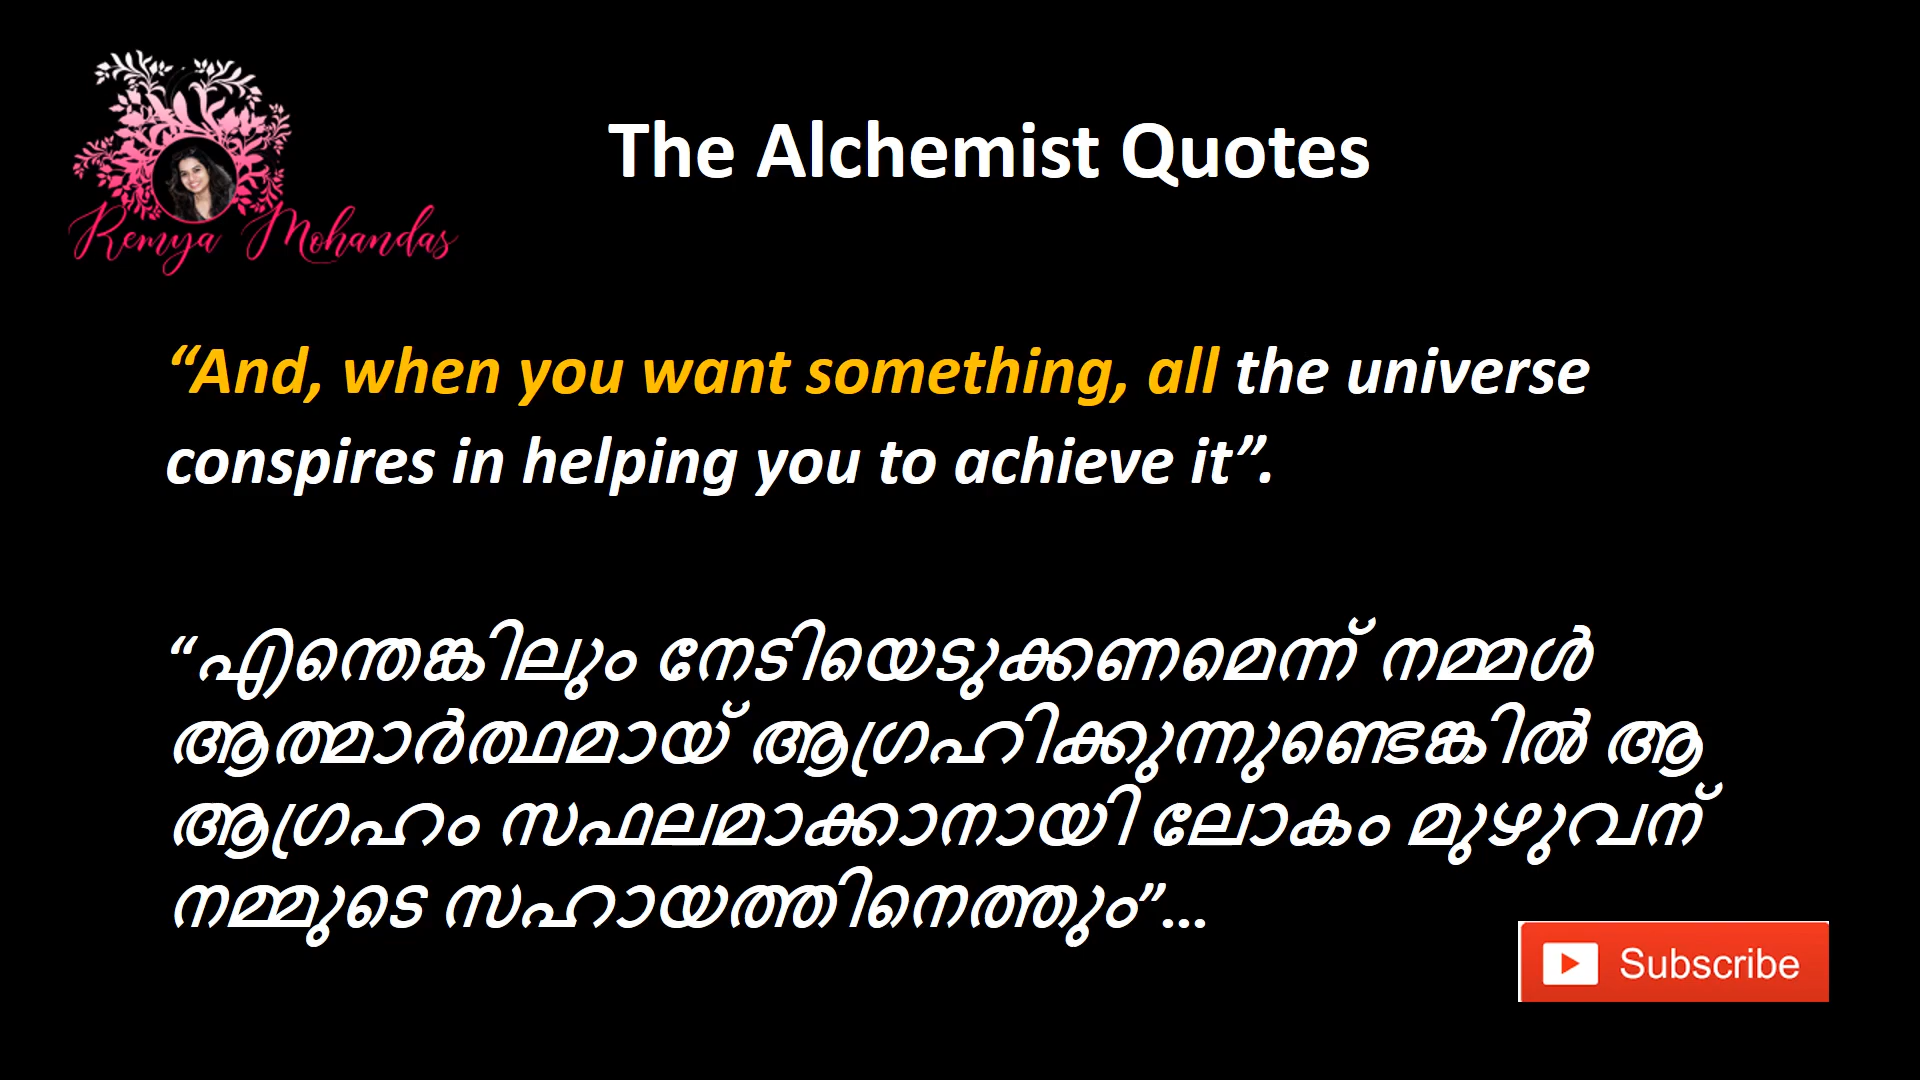 Remya Mohandas
The Alchemist Quotes
“And, when you want something, all the universe
conspires in helping you to achieve it”.
“എന്തെങ്കിലും നേടിയെടുക്കണമെന്ന് നമ്മൾ
ആത്മാർത്ഥമായ് ആഗ്രഹിക്കുന്നുണ്ടെങ്കിൽ ആ
ആഗ്രഹം സഫലമാക്കാനായി ലോകം മുഴുവന്
നമ്മുടെ സഹായത്തിനെത്തും”...
Subscribe